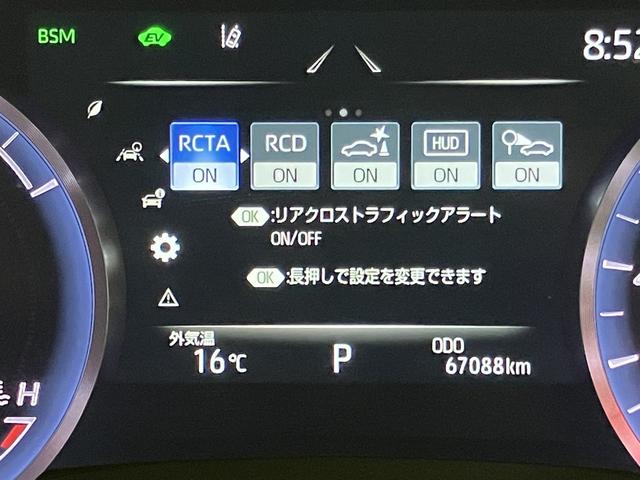 BSM EV 8:52
RCTA RCD HUD
ON ON ON ON ON
OK :リアクロストラフィックアラート
ON/OFF
OK :長押しで設定を変更できます
外気温 ODO
16℃ P 67088km
H